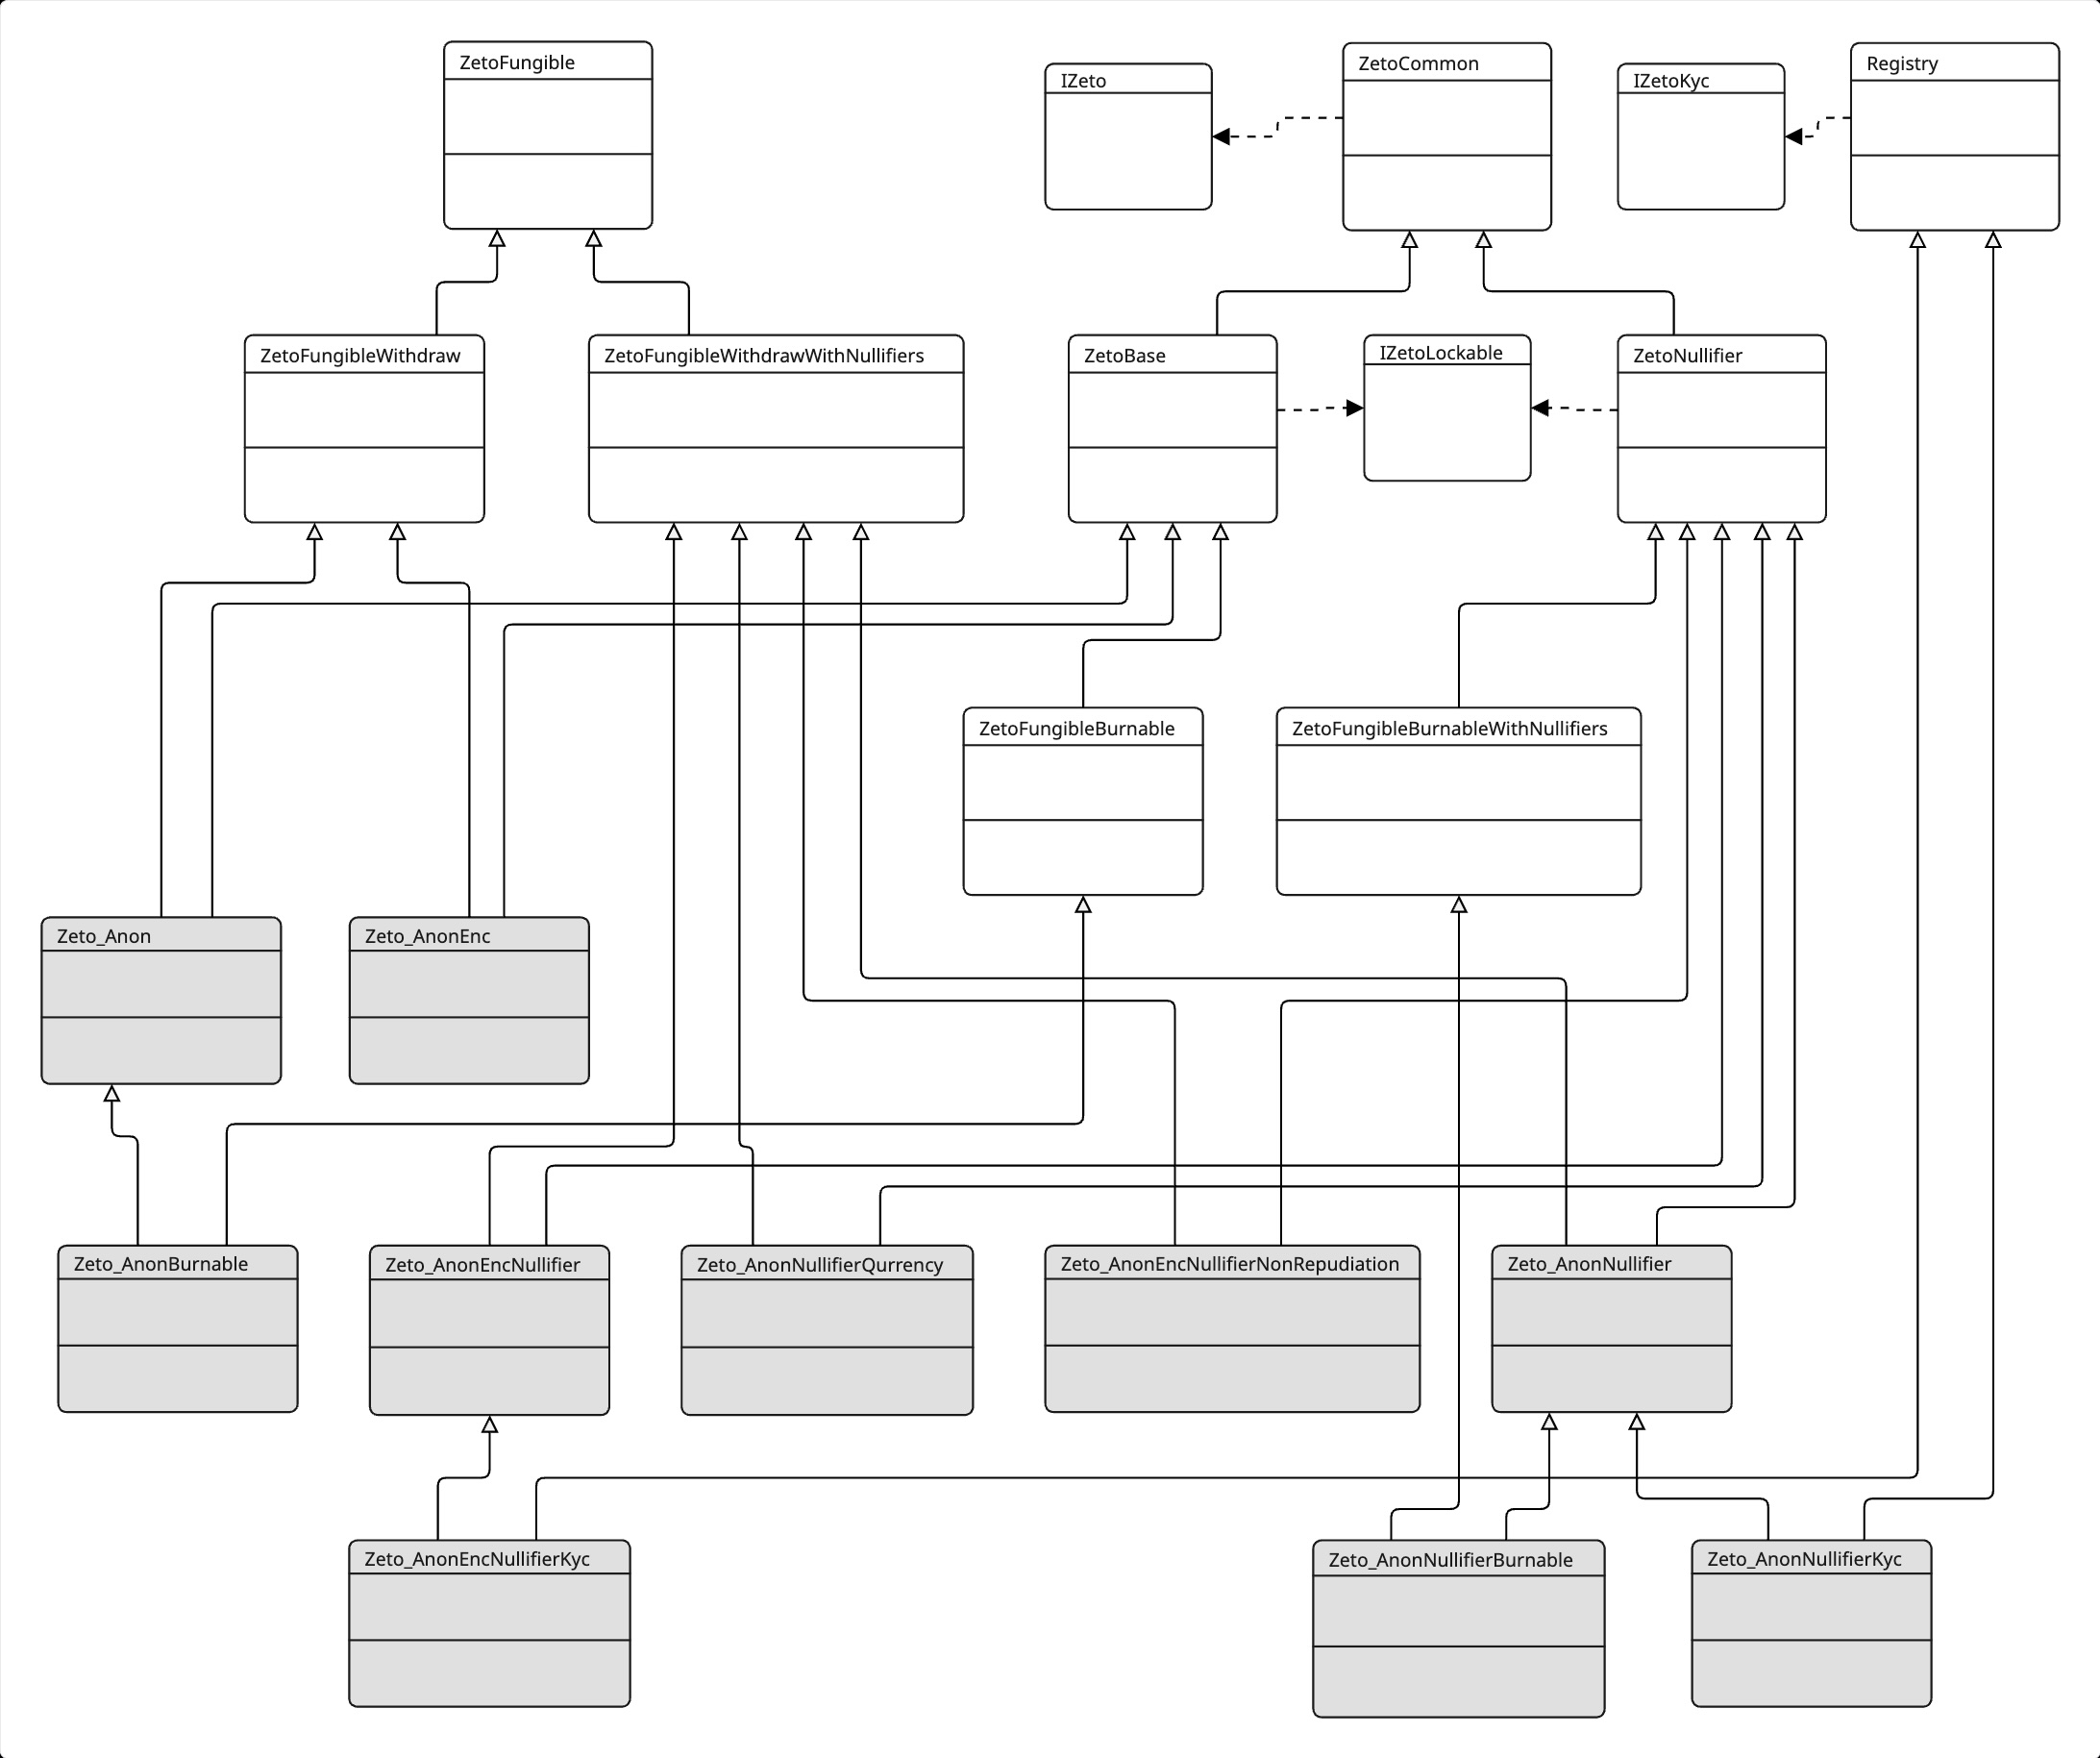 ZetoFungible
IZeto
ZetoCommon
IZetoKyc
Registry
ZetoFungibleWithdraw
ZetoFungibleWithdrawWithNullifiers
ZetoBase
IZetoLockable
ZetoNullifier
ZetoFungibleBurnable
ZetoFungibleBurnableWithNullifiers
Zeto_Anon
Zeto_AnonEnc
Zeto_AnonBurnable
Zeto_AnonEncNullifier
Zeto_AnonNullifierQurrency
Zeto_AnonEncNullifierNonRepudiation
Zeto_AnonNullifier
Zeto_AnonEncNullifierKyc
Zeto_AnonNullifierBurnable
Zeto_AnonNullifierKyc